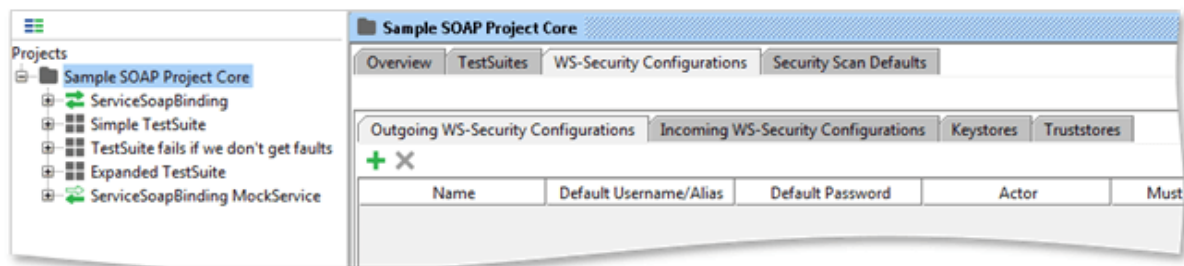 Projects
Sample SOAP Project Core
ServiceSoapBinding
Simple TestSuite
TestSuite fails if we don't get faults
Expanded TestSuite
ServiceSoapBinding MockService
Sample SOAP Project Core
Overview TestSuites WS-Security Configurations Security Scan Defaults
Outgoing WS-Security Configurations Incoming WS-Security Configurations Keystores Truststores
Name Default Username/Alias Default Password Actor Must